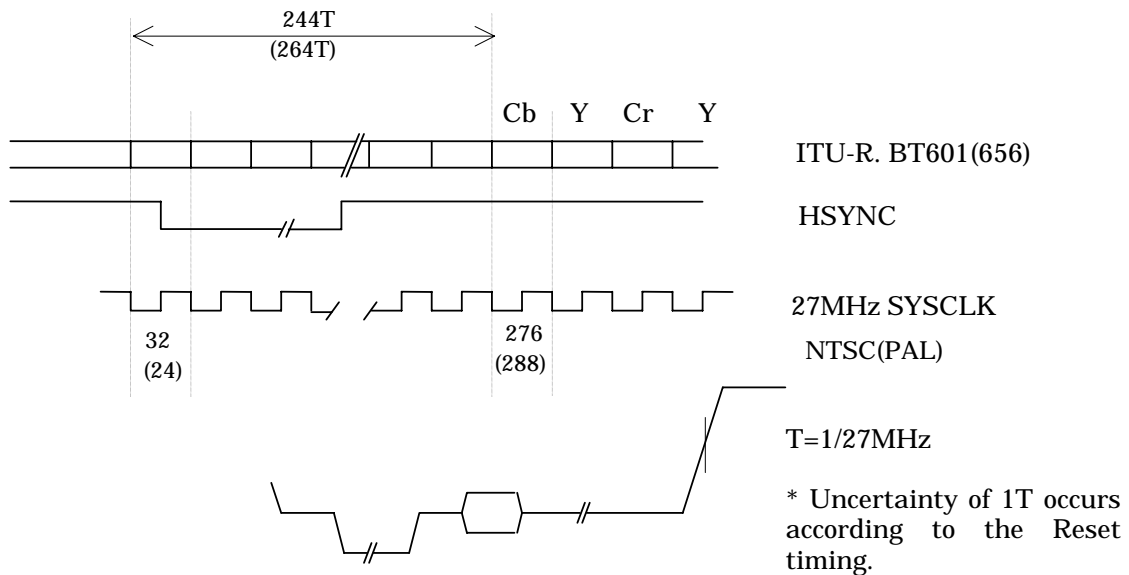 244T
(264T)
Cb Y Cr Y
ITU-R. BT601(656)
HSYNC
27MHz SYSCLK
32
(24)
276
(288)
NTSC(PAL)
T=1/27MHz
* Uncertainty of 1T occurs
according to the Reset
timing.